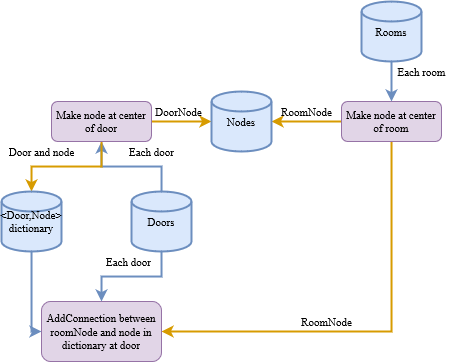 Rooms
Each room
Make node at center
of door
DoorNode
Nodes
RoomNode
Make node at center
of room
Door and node
Each door
<Door,Node>
dictionary
Doors
Each door
AddConnection between
roomNode and node in
dictionary at door
RoomNode